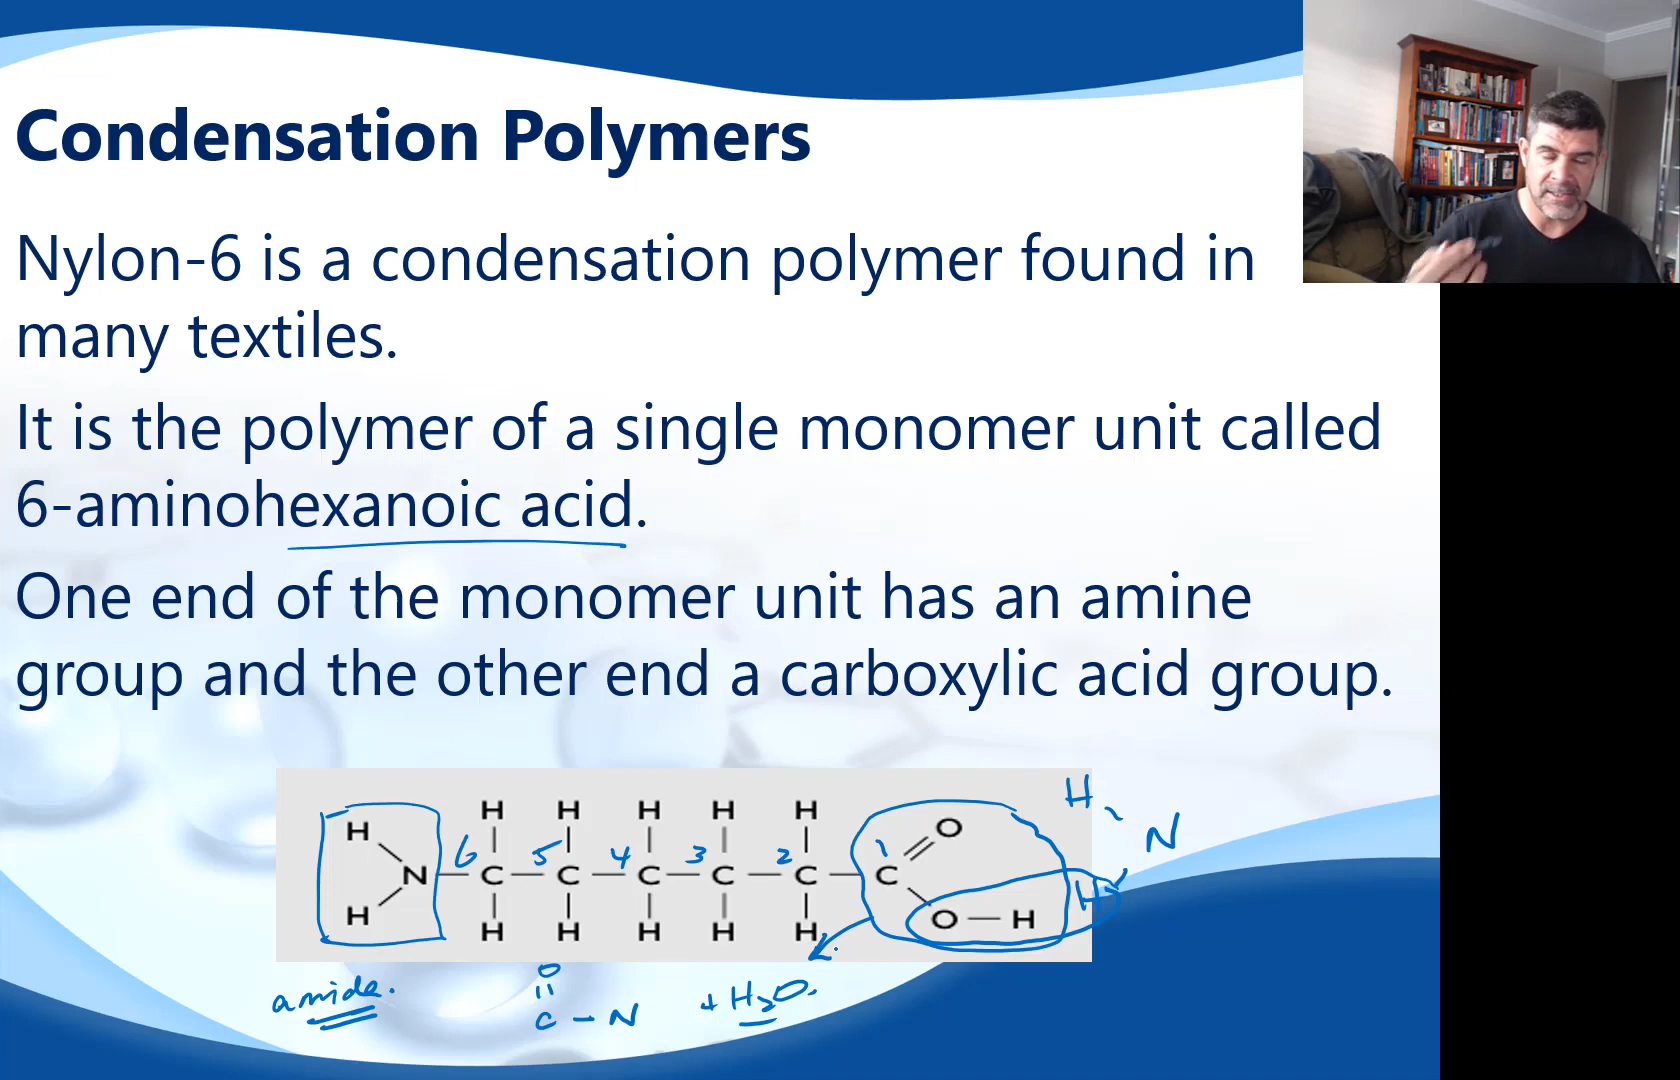 Condensation Polymers
Nylon-6 is a condensation polymer found in
many textiles.
It is the polymer of a single monomer unit called
6-aminohexanoic acid.
One end of the monomer unit has an amine
group and the other end a carboxylic acid group.
H H H H H H O H
6 5 4 3 2 1 N
N C C C C C C H
H H H H H H O H
amide. O + H₂O.
C - N